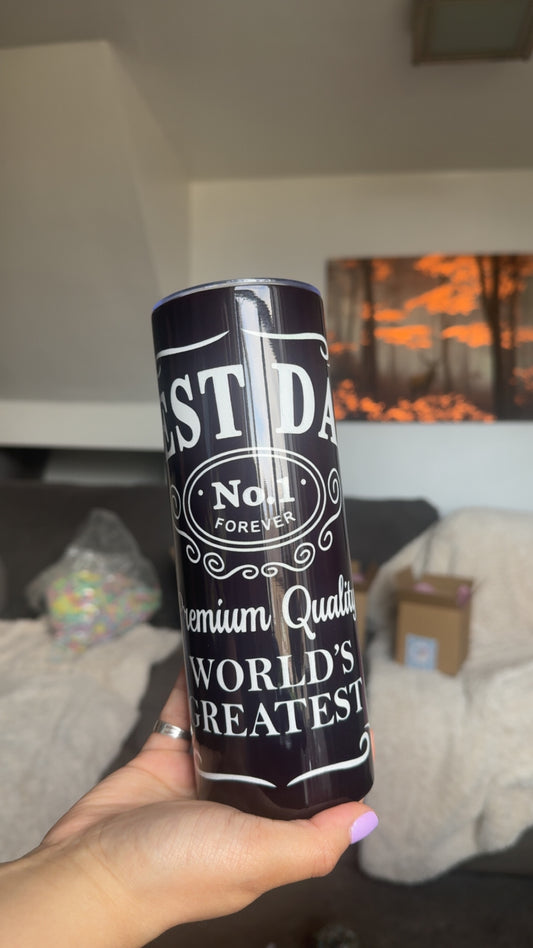 EST DA
No.1
FOREVER
remium Quality
WORLD'S
GREATEST